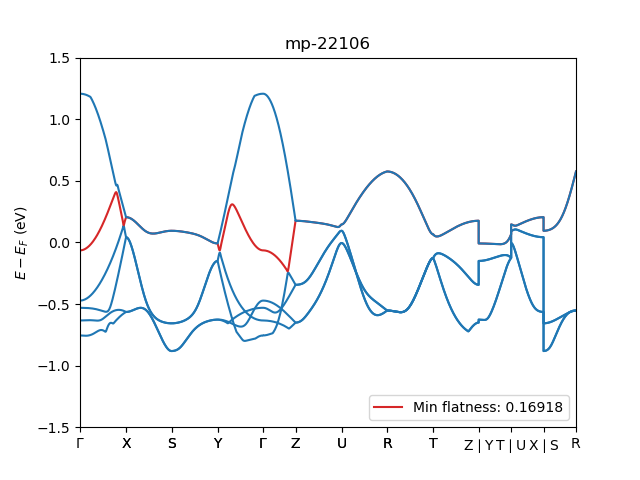 mp-22106
1.5
1.0
0.5
0.0
−0.5
−1.0
−1.5
E − E_F (eV)
Min flatness: 0.16918
Γ X S Y Γ Z U R T Z | Y T | U X | S R